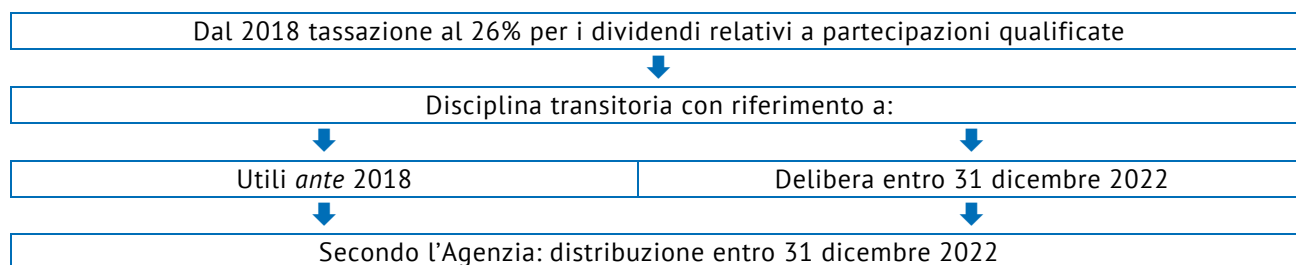 Dal 2018 tassazione al 26% per i dividendi relativi a partecipazioni qualificate
Disciplina transitoria con riferimento a:
Utili ante 2018
Delibera entro 31 dicembre 2022
Secondo l’Agenzia: distribuzione entro 31 dicembre 2022